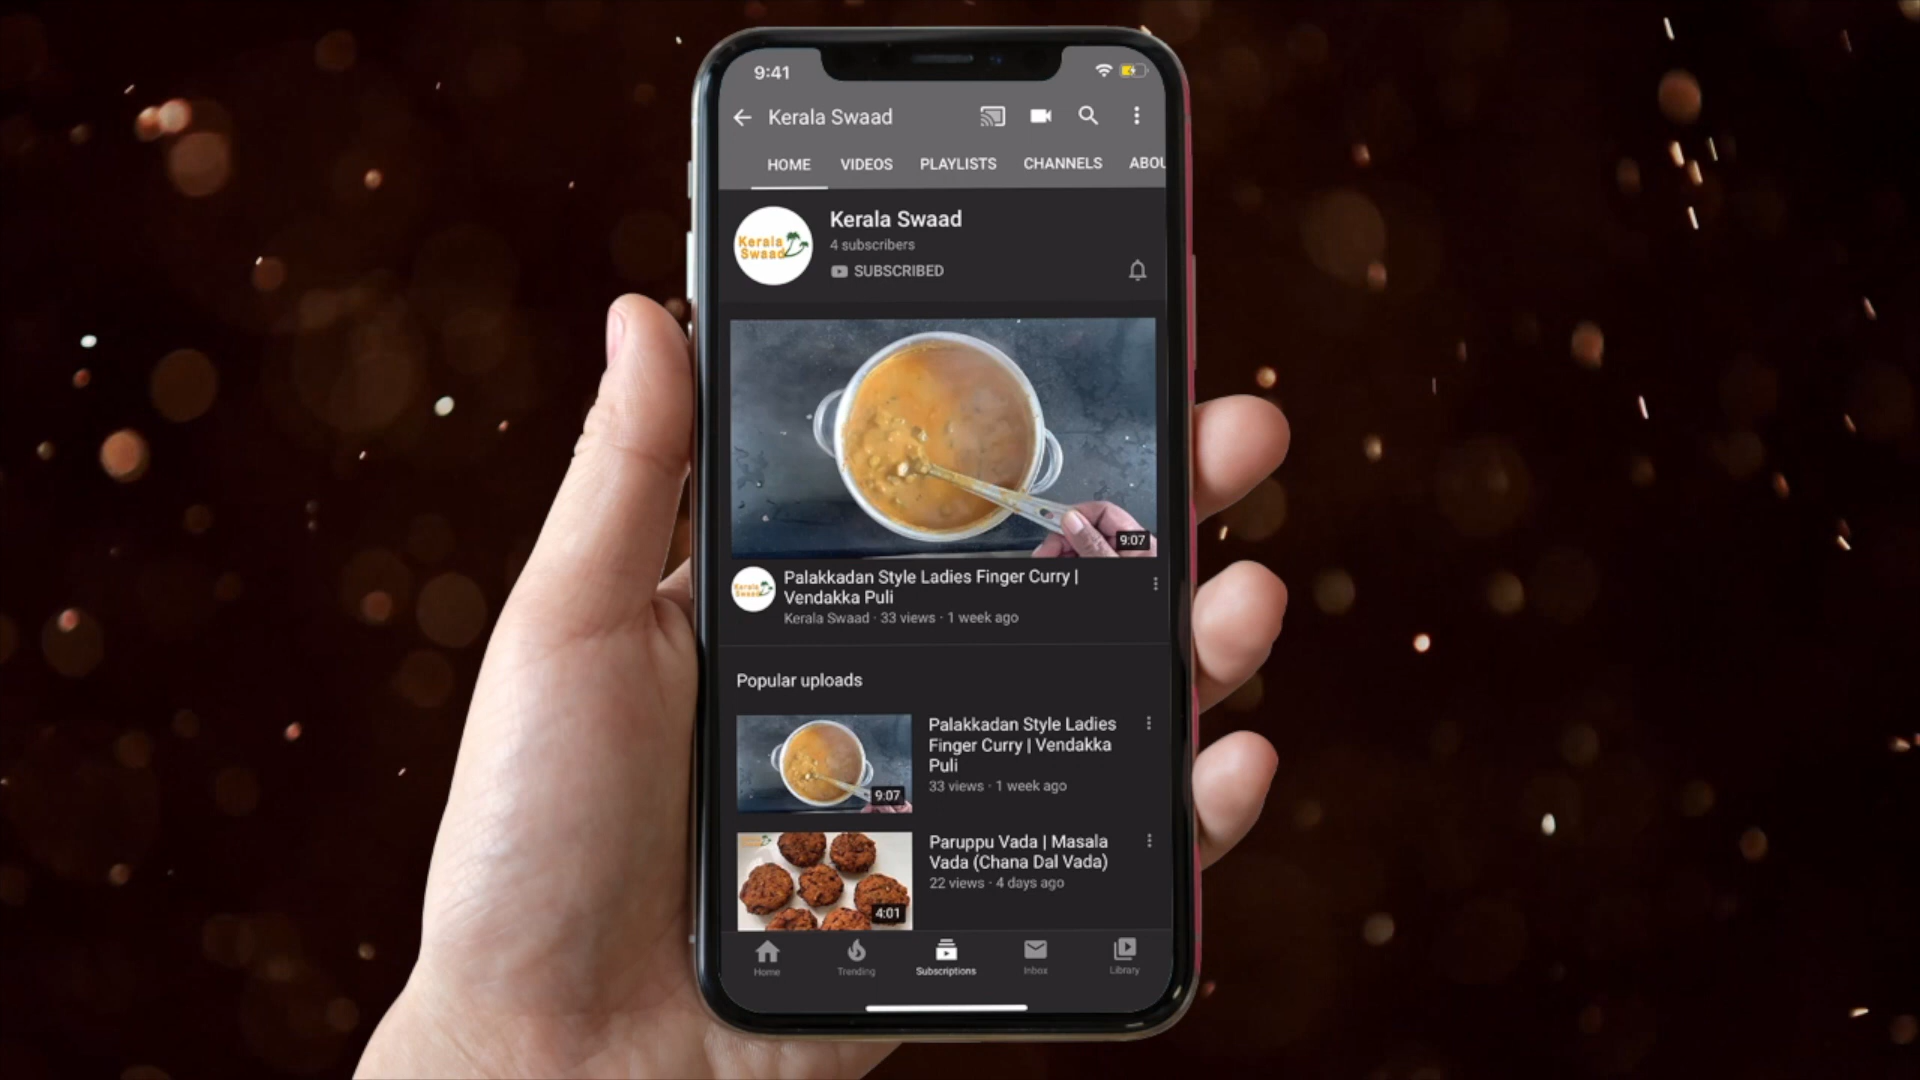 9:41
Kerala Swaad
HOME VIDEOS PLAYLISTS CHANNELS ABOU
Kerala
Swaad
Kerala Swaad
4 subscribers
SUBSCRIBED
9:07
Kerala
Swaad
Palakkadan Style Ladies Finger Curry |
Vendakka Puli
Kerala Swaad · 33 views · 1 week ago
Popular uploads
9:07
Palakkadan Style Ladies
Finger Curry | Vendakka
Puli
33 views · 1 week ago
4:01
Paruppu Vada | Masala
Vada (Chana Dal Vada)
22 views · 4 days ago
Home Trending Subscriptions Inbox Library